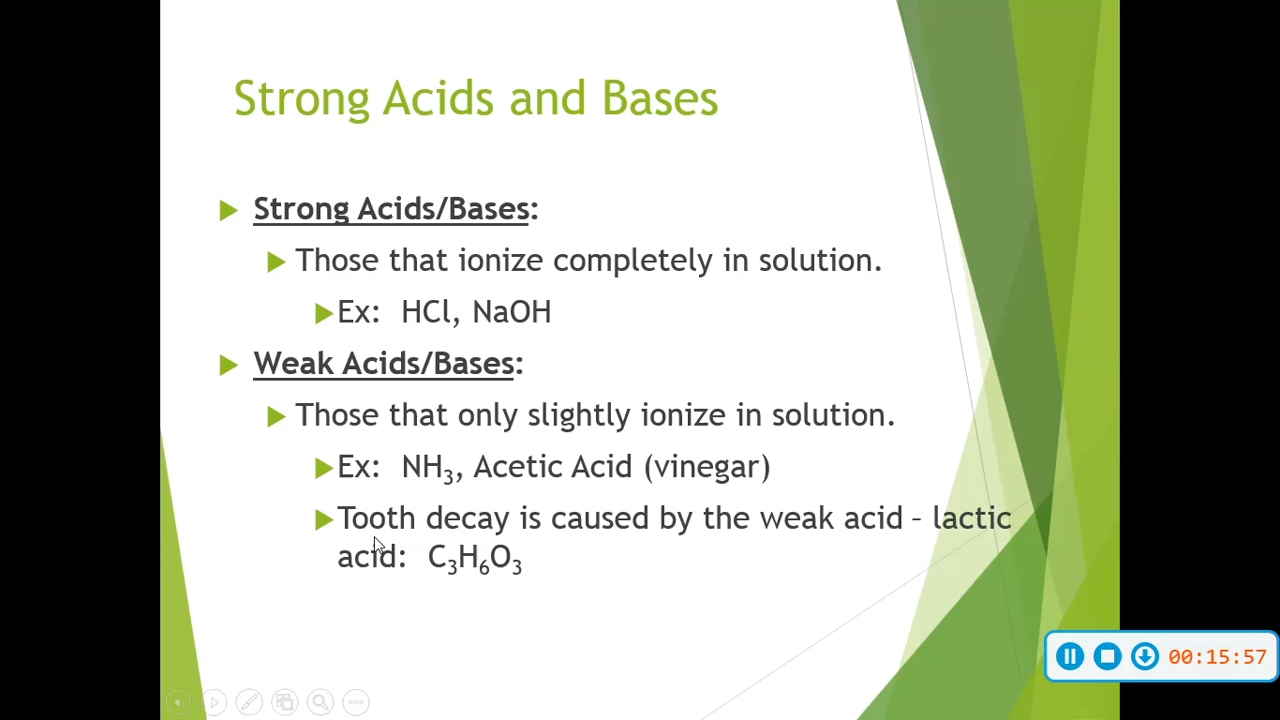 Strong Acids and Bases
Strong Acids/Bases:
Those that ionize completely in solution.
Ex: HCl, NaOH
Weak Acids/Bases:
Those that only slightly ionize in solution.
Ex: NH₃, Acetic Acid (vinegar)
Tooth decay is caused by the weak acid – lactic
acid: C₃H₆O₃
00:15:57